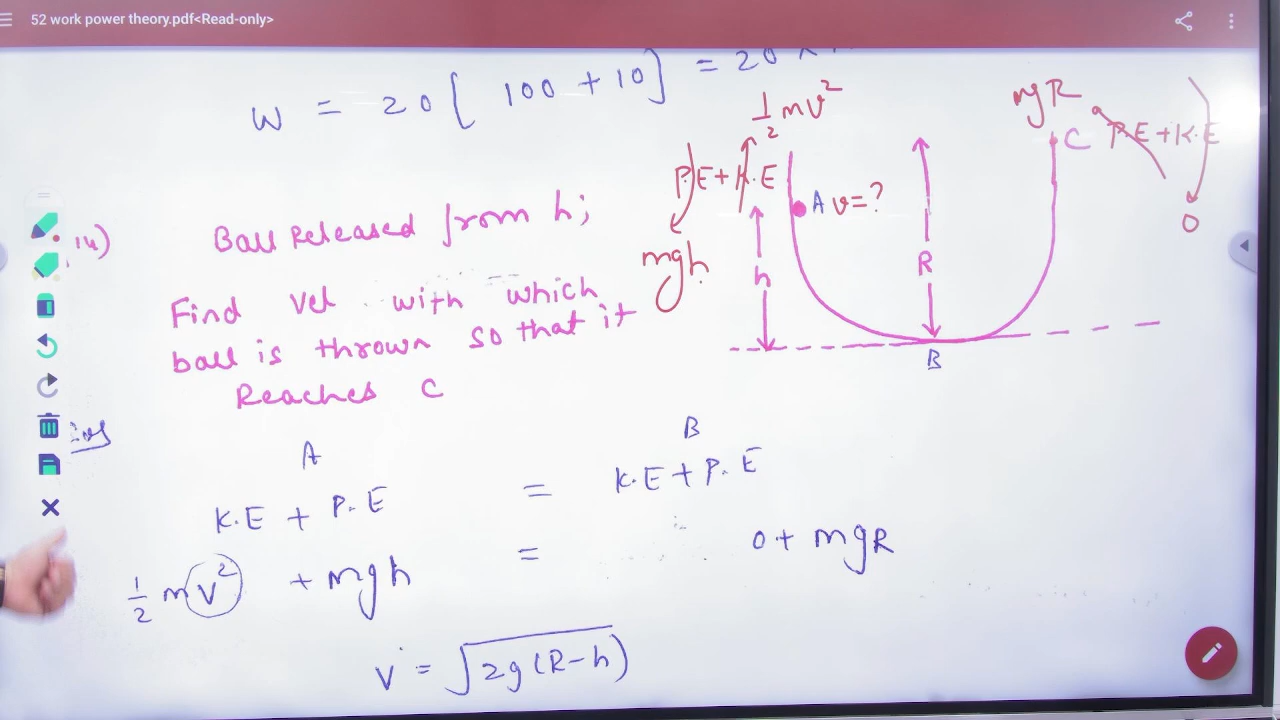 52 work power theory.pdf<Read-only>
W = 20 [ 100 + 10 ] = 20 ×
1/2 mv²
mgR
P.E + K.E
C P.E + K.E
A v = ?
0
mgh
h
R
B
14) Ball Released from h;
Find vel with which
ball is thrown so that it
Reaches C
A B
K.E + P.E = K.E + P.E
1/2 mv² + mgh = 0 + mgR
v = √2g(R-h)